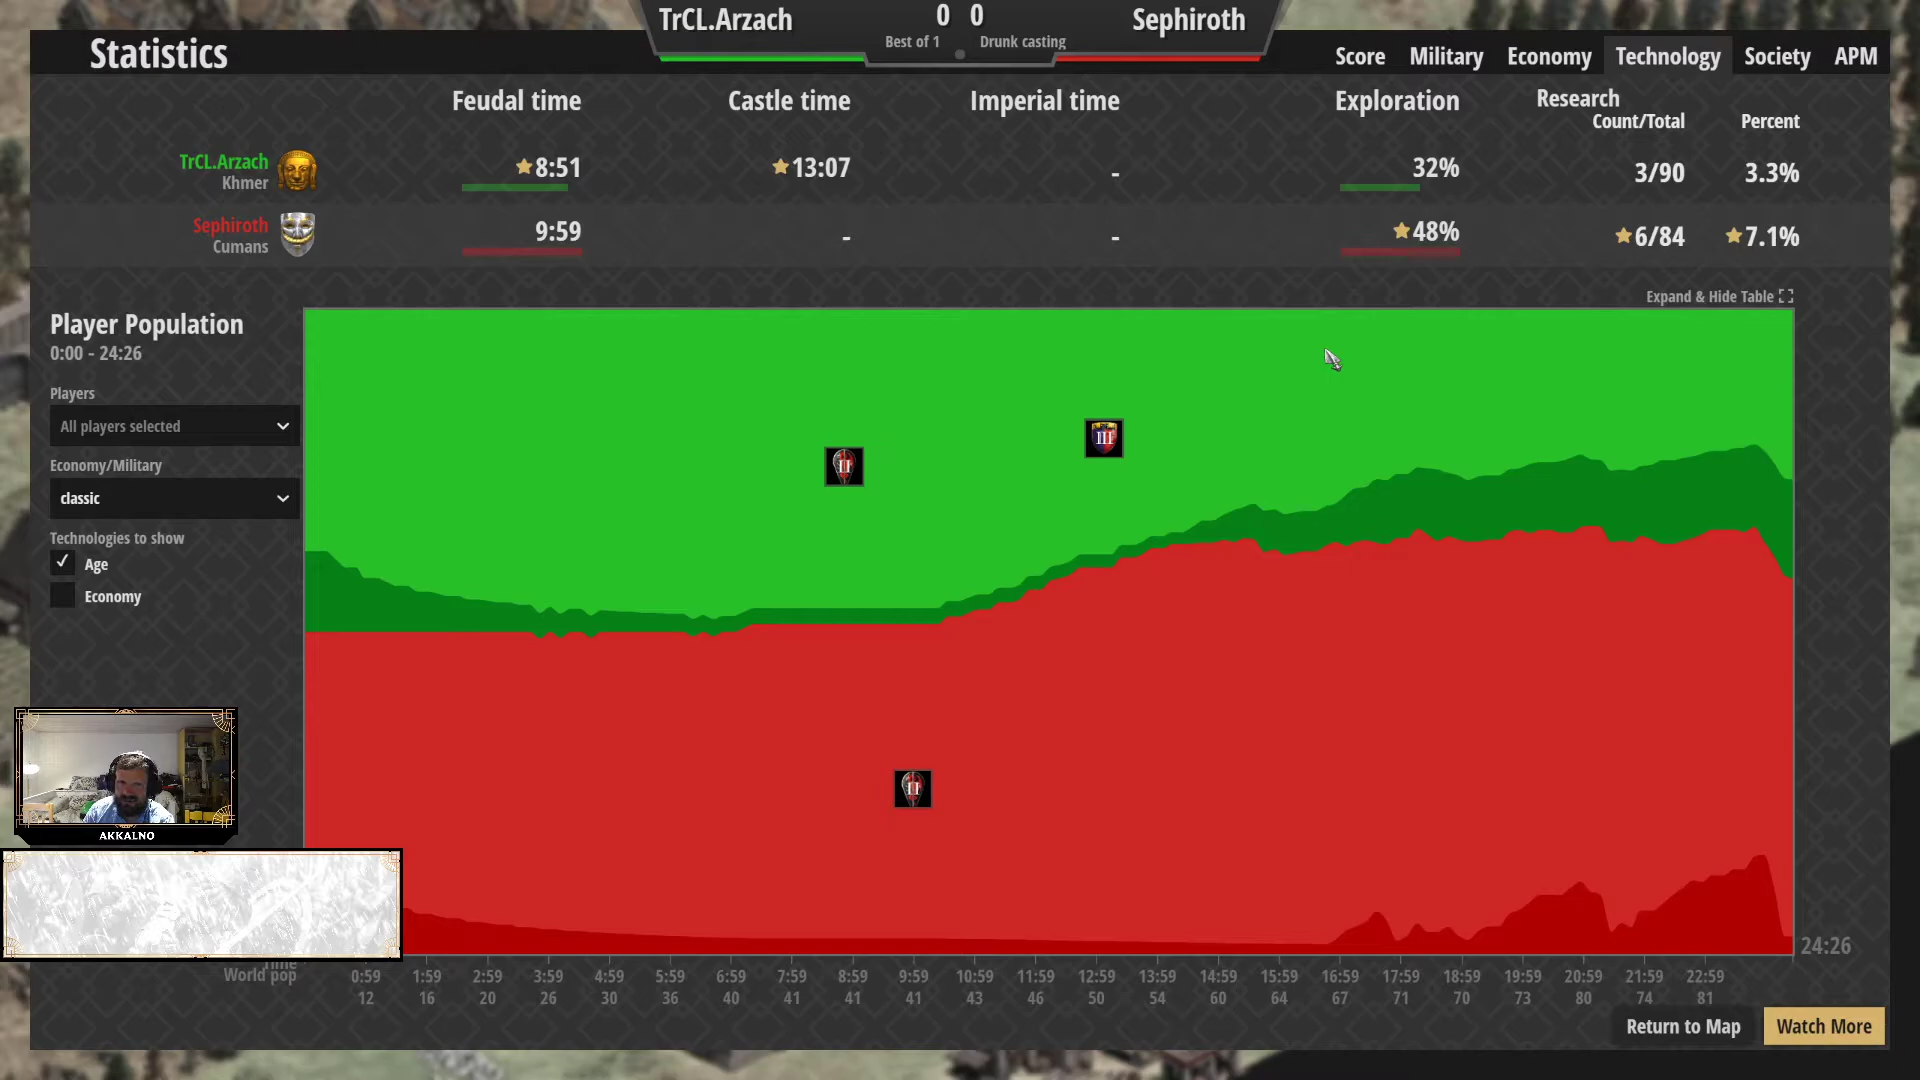 TrCL.Arzach
0 0
Sephiroth
Best of 1
Drunk casting
Statistics
Score
Military
Economy
Technology
Society
APM
Feudal time
Castle time
Imperial time
Exploration
Research
Count/Total
Percent
TrCL.Arzach
Khmer
8:51
13:07
-
32%
3/90
3.3%
Sephiroth
Cumans
9:59
-
-
48%
6/84
7.1%
Expand & Hide Table
Player Population
0:00 - 24:26
Players
All players selected
Economy/Military
classic
Technologies to show
Age
Economy
II
III
II
AKKALNO
24:26
Time
0:59 1:59 2:59 3:59 4:59 5:59 6:59 7:59 8:59 9:59 10:59 11:59 12:59 13:59 14:59 15:59 16:59 17:59 18:59 19:59 20:59 21:59 22:59
World pop
12 16 20 26 30 36 40 41 41 41 43 46 50 54 60 64 67 71 70 73 80 74 81
Return to Map
Watch More